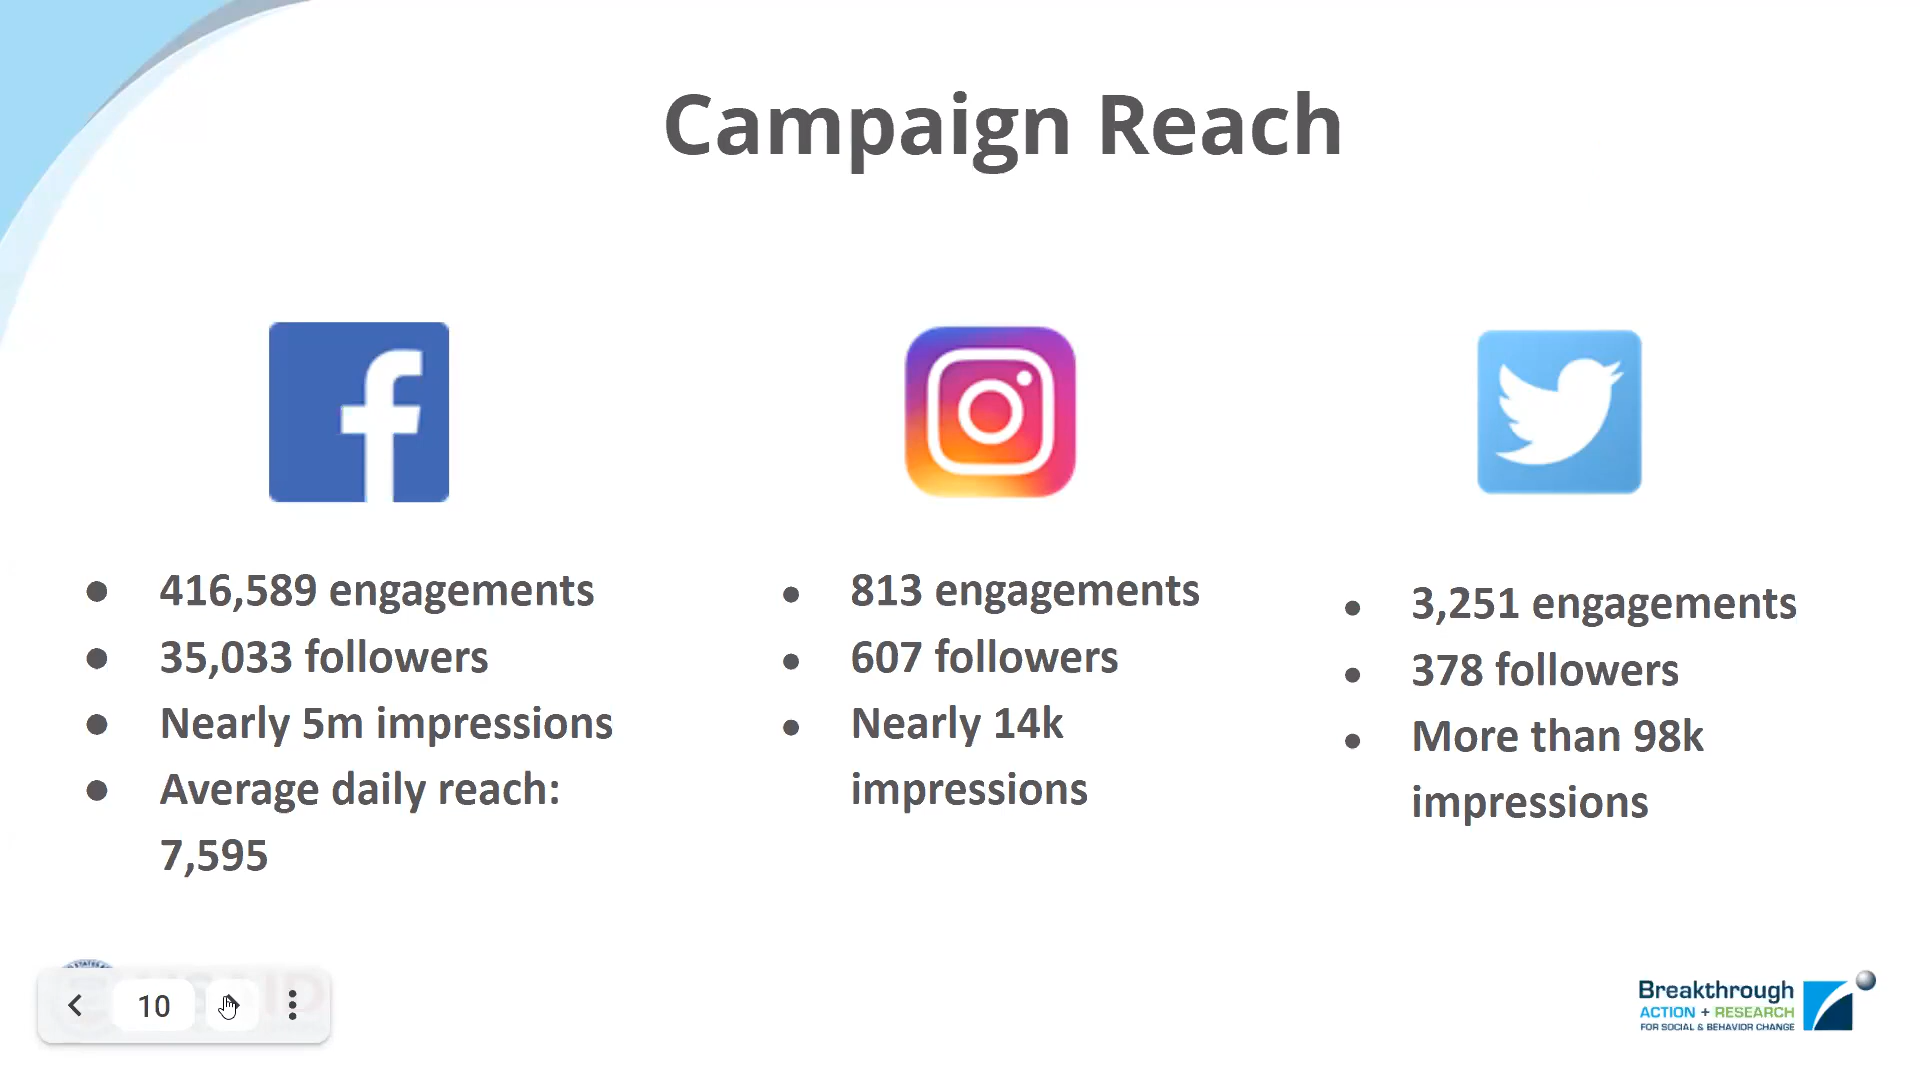 Campaign Reach
416,589 engagements
35,033 followers
Nearly 5m impressions
Average daily reach:
7,595
813 engagements
607 followers
Nearly 14k
impressions
3,251 engagements
378 followers
More than 98k
impressions
10
Breakthrough
ACTION + RESEARCH
FOR SOCIAL & BEHAVIOR CHANGE